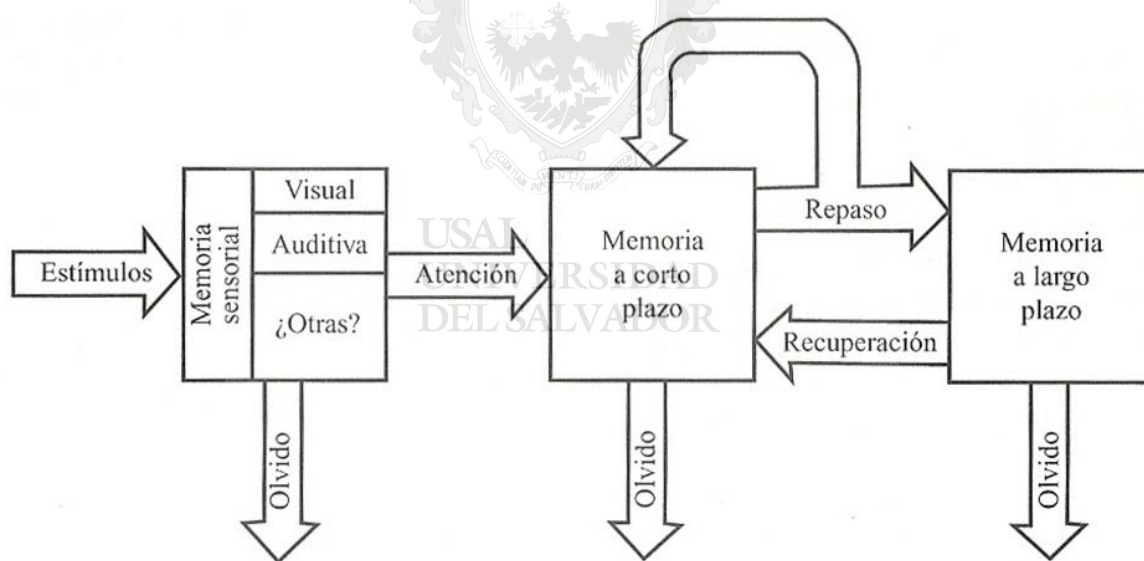 Estímulos
Memoria
sensorial
Visual
Auditiva
¿Otras?
Olvido
Atención
Memoria
a corto
plazo
Olvido
Repaso
Recuperación
Memoria
a largo
plazo
Olvido
USAL
UNIVERSIDAD
DEL SALVADOR